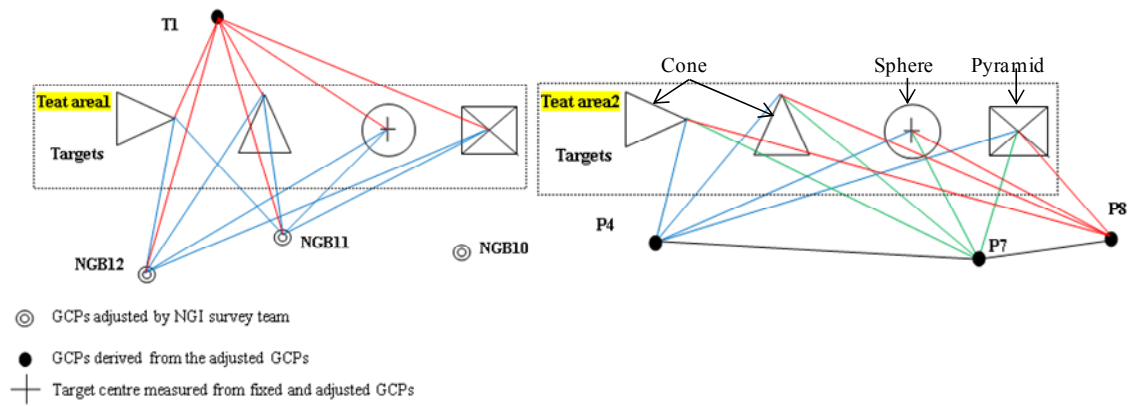 T1
Teat area1
Targets
NGB12
NGB11
NGB10
Cone
Sphere
Pyramid
Teat area2
Targets
P4
P7
P8
GCPs adjusted by NGI survey team
GCPs derived from the adjusted GCPs
Target centre measured from fixed and adjusted GCPs